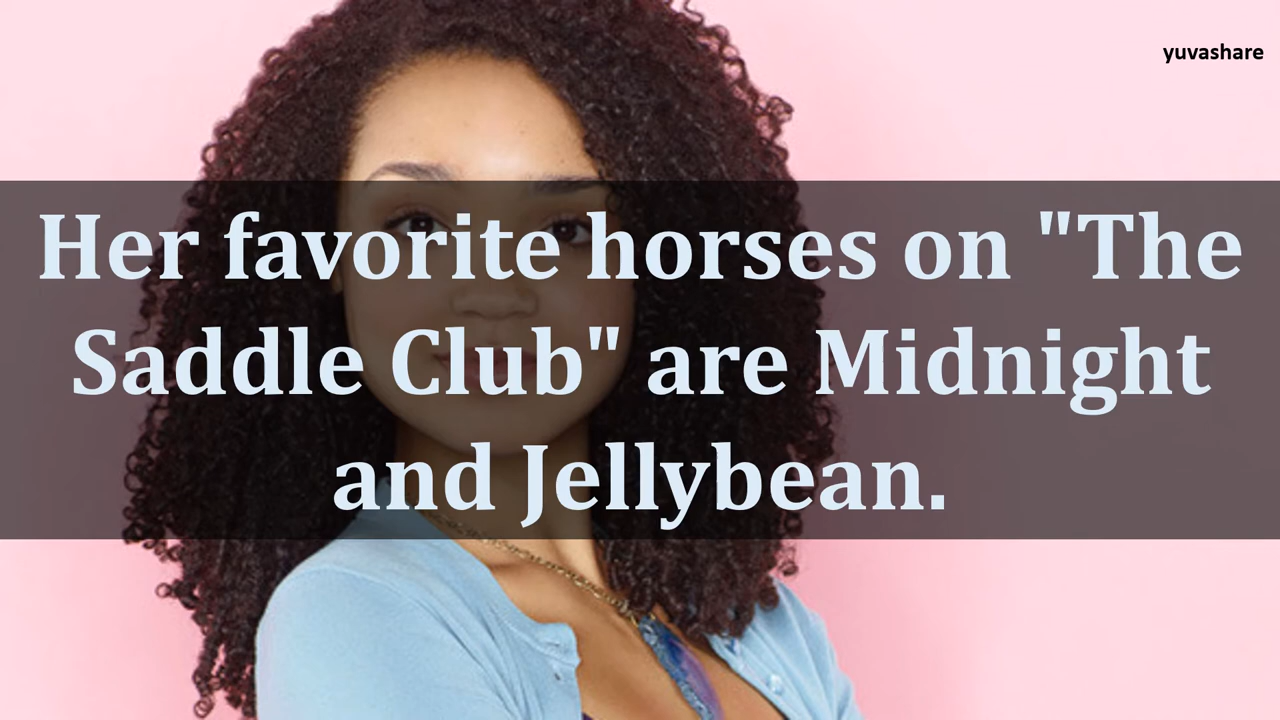 yuvashare
Her favorite horses on "The
Saddle Club" are Midnight
and Jellybean.